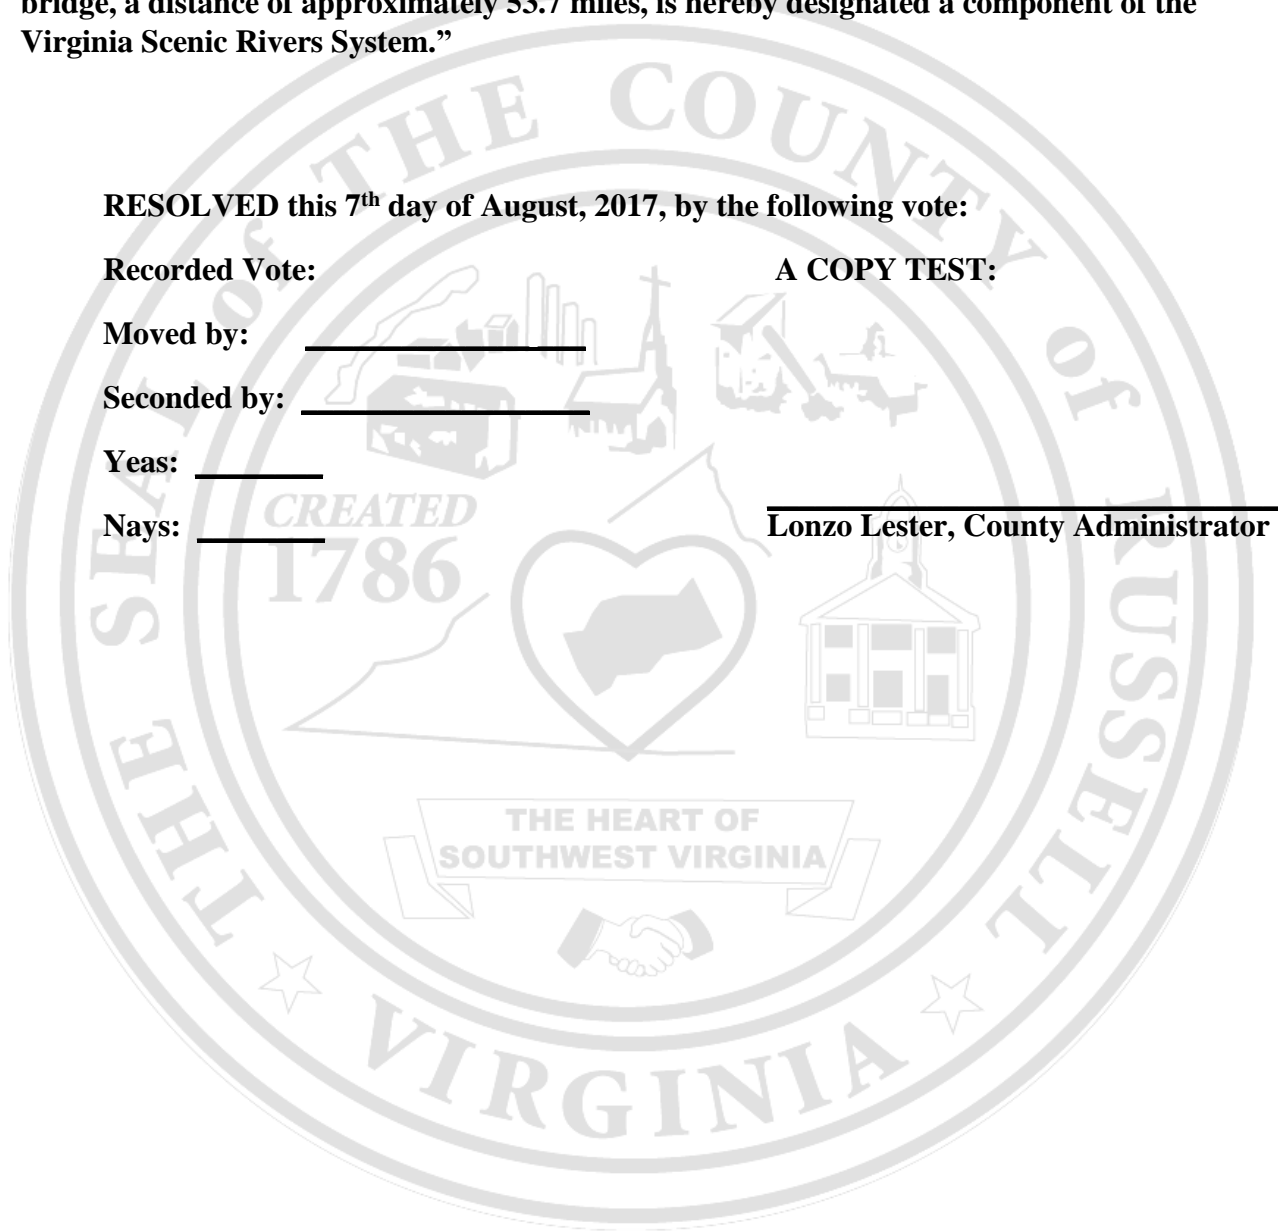 bridge, a distance of approximately 53.7 miles, is hereby designated a component of the
Virginia Scenic Rivers System.”
RESOLVED this 7th day of August, 2017, by the following vote:
Recorded Vote:
A COPY TEST:
Moved by:
Seconded by:
Yeas:
Nays:
Lonzo Lester, County Administrator
THE SEAL of THE COUNTY of RUSSELL
CREATED
1786
THE HEART OF
SOUTHWEST VIRGINIA
VIRGINIA